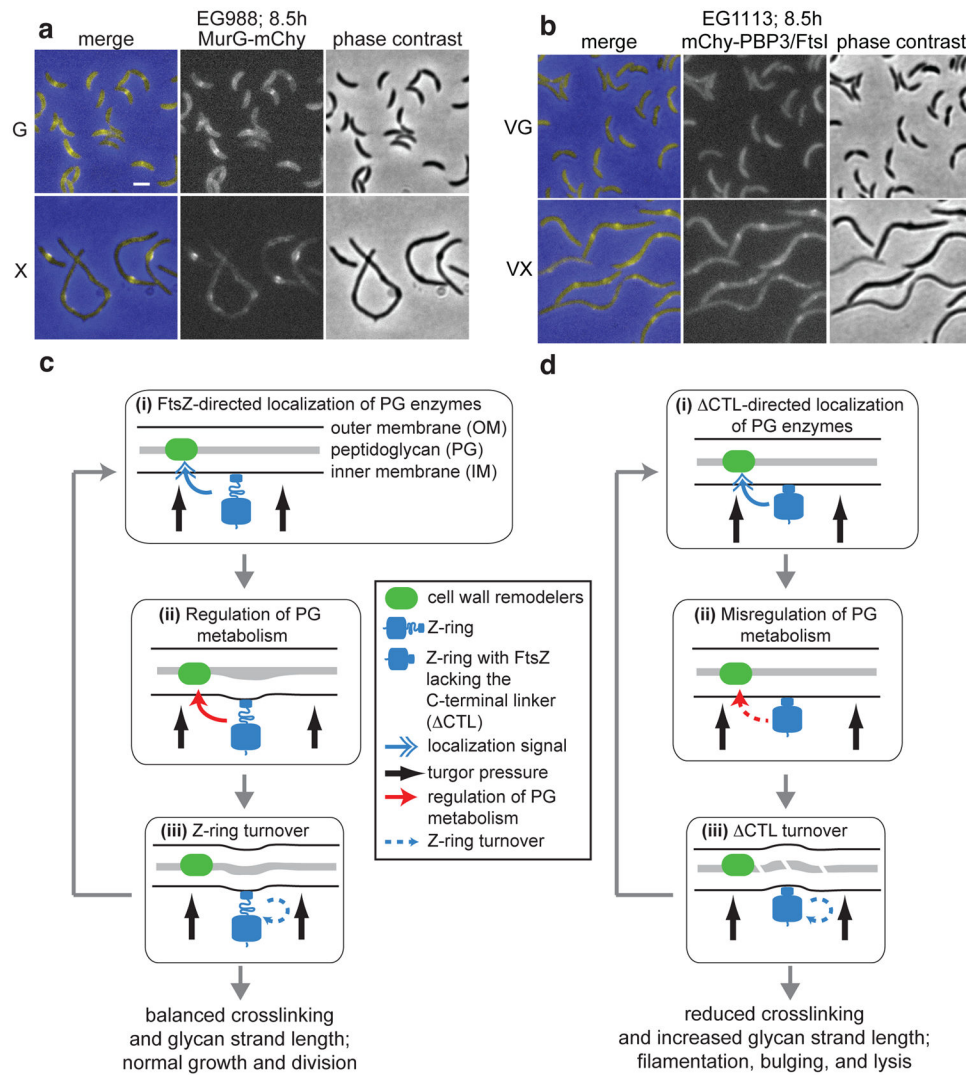 a
EG988; 8.5h
merge
MurG-mChy
phase contrast
G
X
b
EG1113; 8.5h
merge
mChy-PBP3/FtsI
phase contrast
VG
VX
c
(i) FtsZ-directed localization of PG enzymes
outer membrane (OM)
peptidoglycan (PG)
inner membrane (IM)
(ii) Regulation of PG
metabolism
(iii) Z-ring turnover
balanced crosslinking
and glycan strand length;
normal growth and division
cell wall remodelers
Z-ring
Z-ring with FtsZ
lacking the
C-terminal linker
(ΔCTL)
localization signal
turgor pressure
regulation of PG
metabolism
Z-ring turnover
d
(i) ΔCTL-directed localization
of PG enzymes
(ii) Misregulation of PG
metabolism
(iii) ΔCTL turnover
reduced crosslinking
and increased glycan strand length;
filamentation, bulging, and lysis